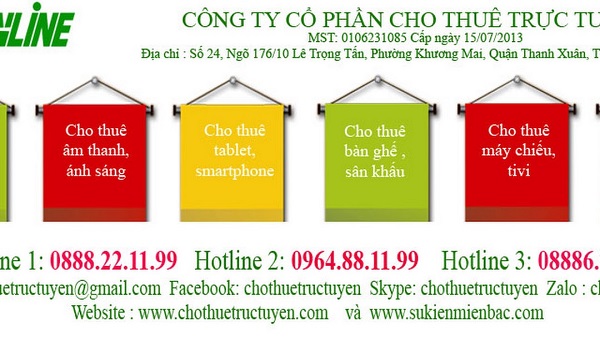 LINE
CÔNG TY CỔ PHẦN CHO THUÊ TRỰC TU
MST: 0106231085 Cấp ngày 15/07/2013
Địa chỉ : Số 24, Ngõ 176/10 Lê Trọng Tấn, Phường Khương Mai, Quận Thanh Xuân, T
Cho thuê
âm thanh,
ánh sáng
Cho thuê
tablet,
smartphone
Cho thuê
bàn ghế ,
sân khấu
Cho thuê
máy chiếu,
tivi
ne 1: 0888.22.11.99 Hotline 2: 0964.88.11.99 Hotline 3: 08886.
uetructuyen@gmail.com Facebook: chothuetructuyen Skype: chothuetructuyen Zalo : ch
Website : www.chothuetructuyen.com và www.sukienmienbac.com